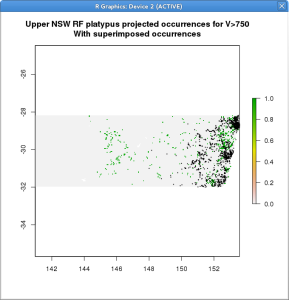 R Graphics: Device 2 (ACTIVE)
Upper NSW RF platypus projected occurrences for V>750
With superimposed occurrences
-26
-28
-30
-32
-34
142 144 146 148 150 152
1.0
0.8
0.6
0.4
0.2
0.0